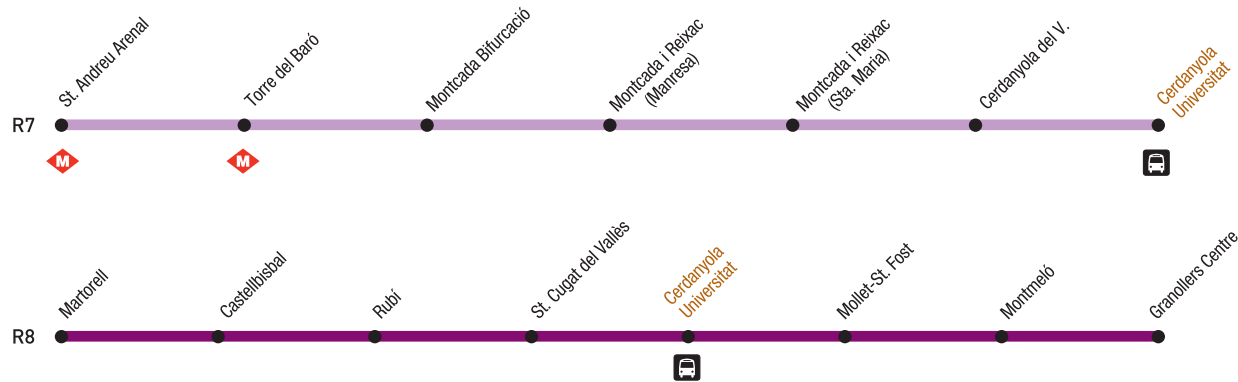 St. Andreu Arenal
Torre del Baró
Montcada Bifurcació
Montcada i Reixac
(Manresa)
Montcada i Reixac
(Sta. Maria)
Cerdanyola del V.
Cerdanyola
Universitat
R7
M
M
Martorell
Castellbisbal
Rubí
St. Cugat del Vallès
Cerdanyola
Universitat
Mollet-St. Fost
Montmeló
Granollers Centre
R8